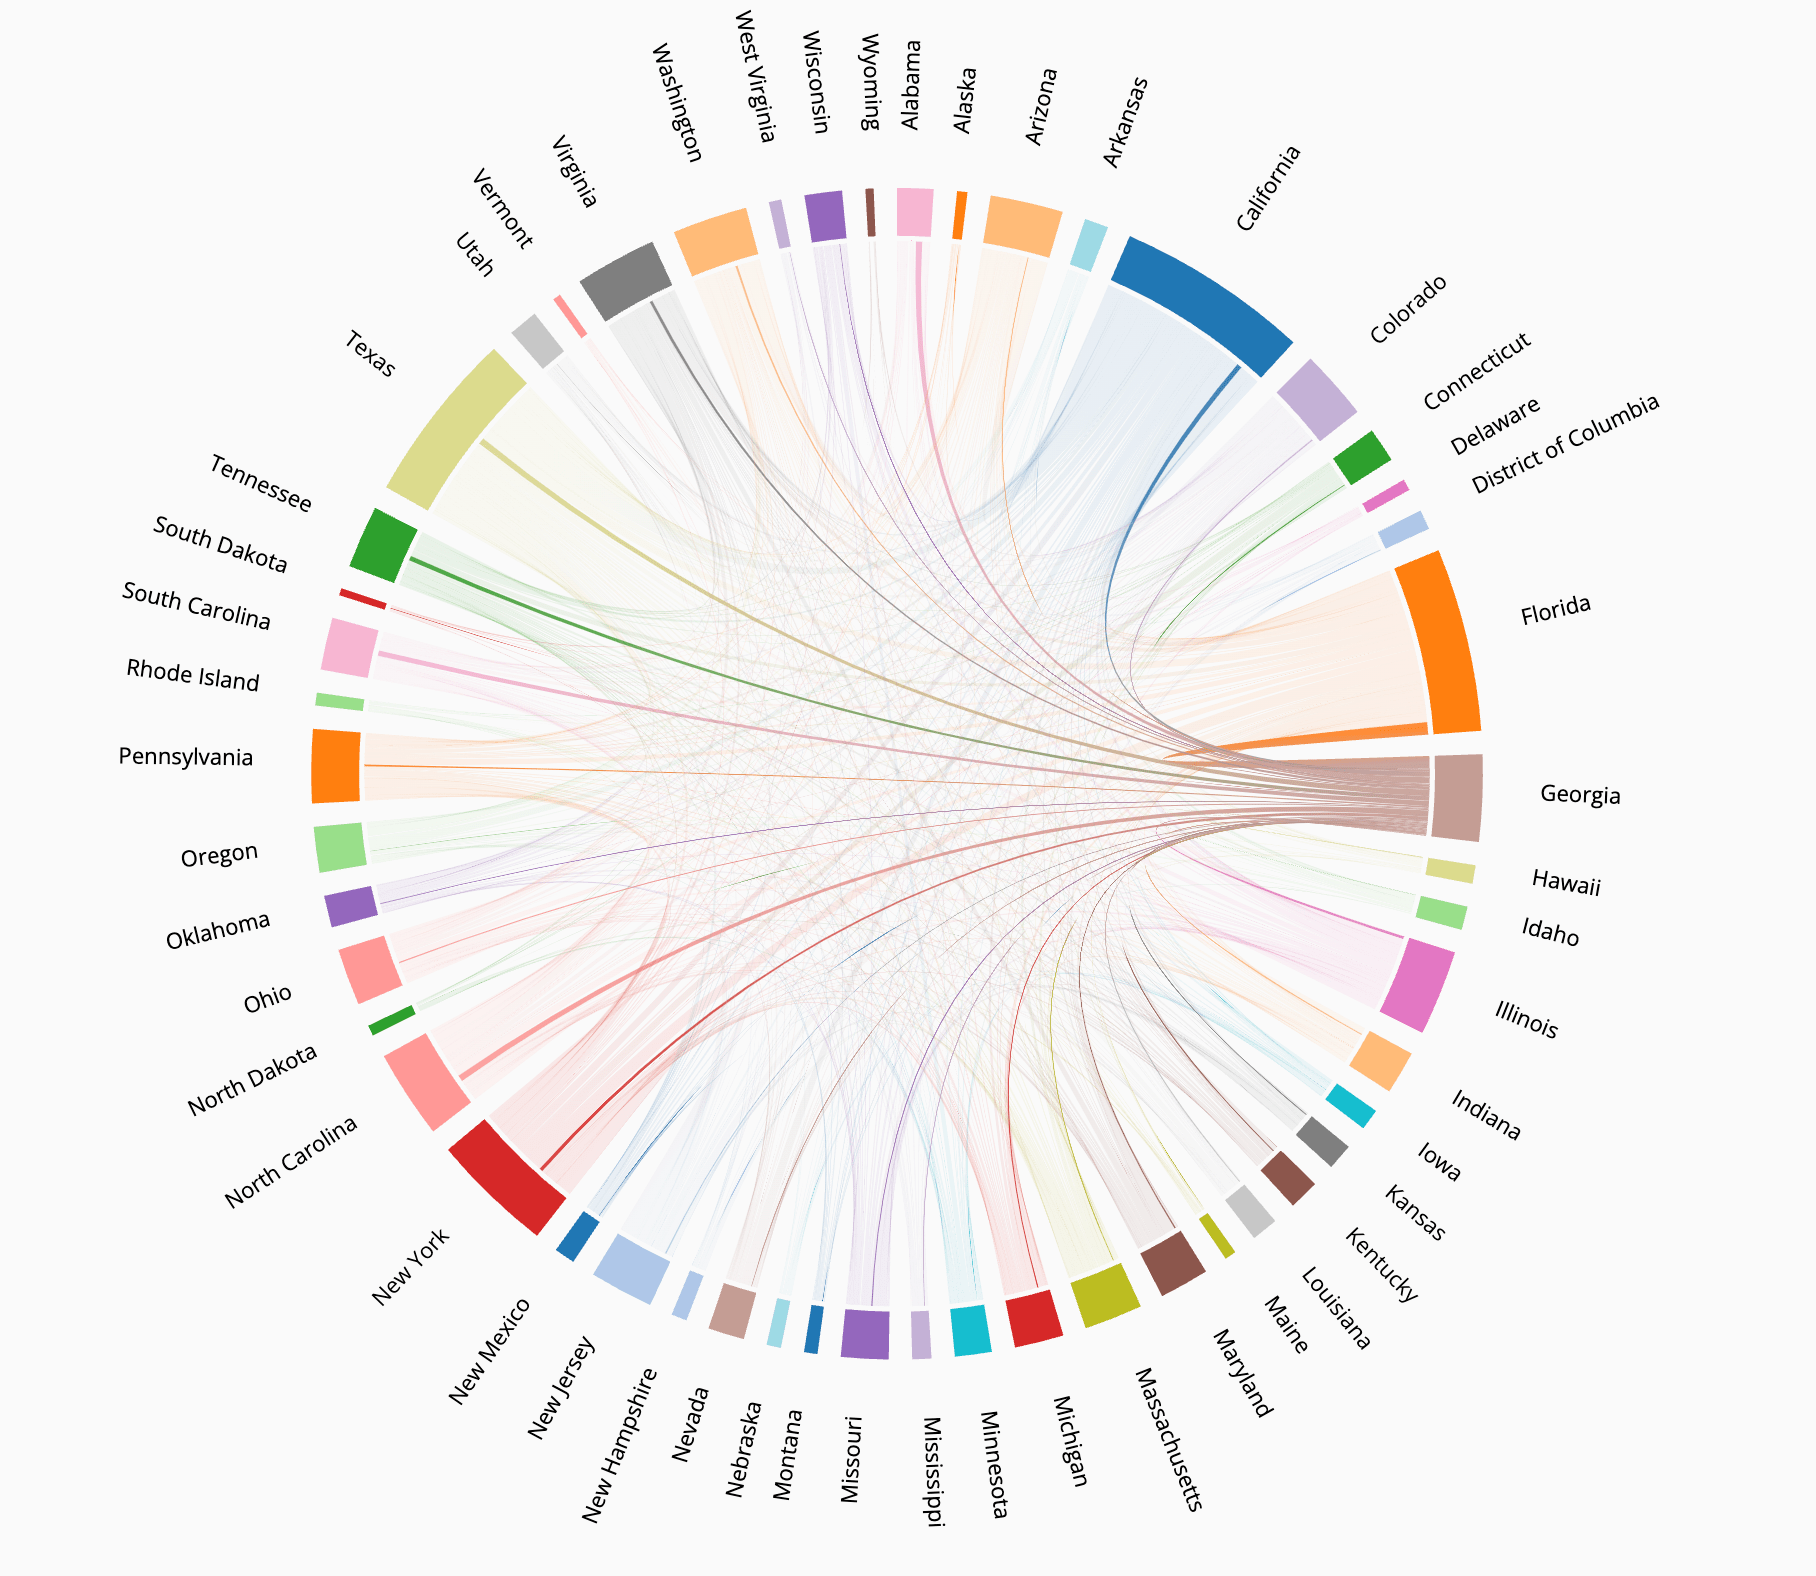 Alabama
Alaska
Arizona
Arkansas
California
Colorado
Connecticut
Delaware
District of Columbia
Florida
Georgia
Hawaii
Idaho
Illinois
Indiana
Iowa
Kansas
Kentucky
Louisiana
Maine
Maryland
Massachusetts
Michigan
Minnesota
Mississippi
Missouri
Montana
Nebraska
Nevada
New Hampshire
New Jersey
New Mexico
New York
North Carolina
North Dakota
Ohio
Oklahoma
Oregon
Pennsylvania
Rhode Island
South Carolina
South Dakota
Tennessee
Texas
Utah
Vermont
Virginia
Washington
West Virginia
Wisconsin
Wyoming